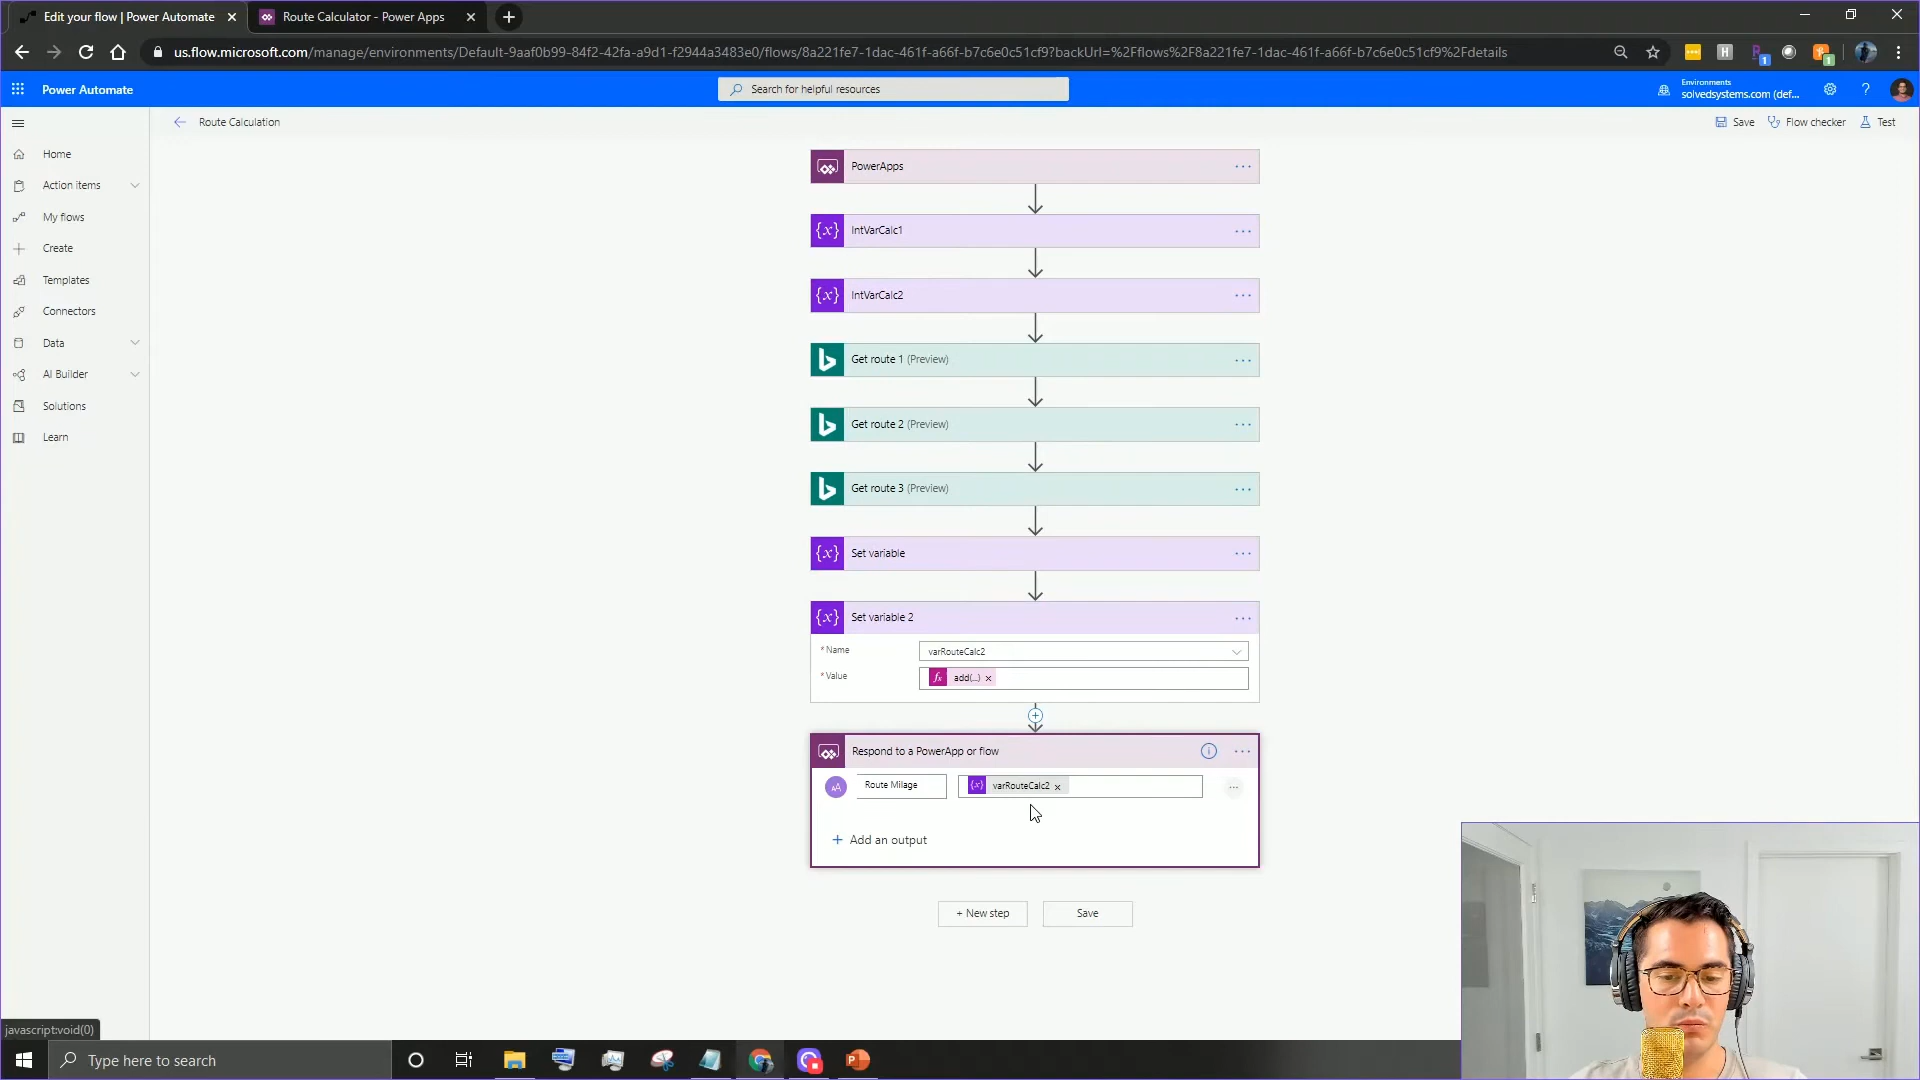 Edit your flow | Power Automate
Route Calculator - Power Apps
us.flow.microsoft.com/manage/environments/Default-9aaf0b99-84f2-42fa-a9d1-f2944a3483e0/flows/8a221fe7-1dac-461f-a66f-b7c6e0c51cf9?backUrl=%2Fflows%2F8a221fe7-1dac-461f-a66f-b7c6e0c51cf9%2Fdetails
Power Automate
Search for helpful resources
Environments
solvedsystems.com (def...
Route Calculation
Save
Flow checker
Test
Home
Action items
My flows
Create
Templates
Connectors
Data
AI Builder
Solutions
Learn
PowerApps
{x} IntVarCalc1
{x} IntVarCalc2
Get route 1 (Preview)
Get route 2 (Preview)
Get route 3 (Preview)
{x} Set variable
{x} Set variable 2
* Name
varRouteCalc2
* Value
fx add(...) ×
Respond to a PowerApp or flow
Route Milage
{x} varRouteCalc2 ×
+ Add an output
+ New step
Save
javascript:void(0)
Type here to search